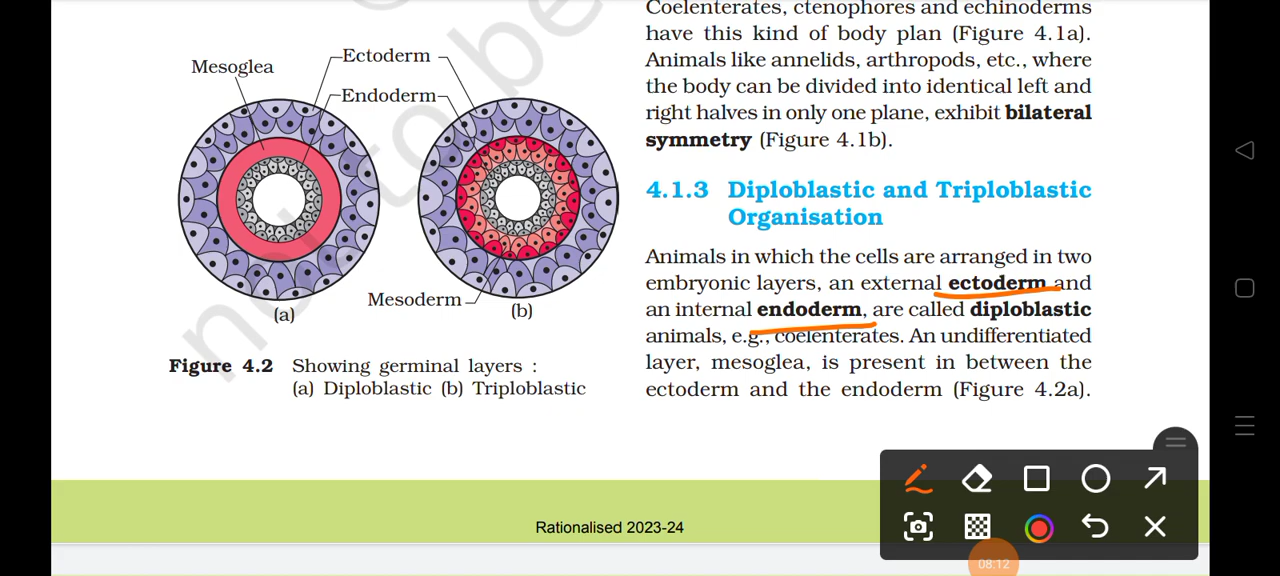 Coelenterates, ctenophores and echinoderms
have this kind of body plan (Figure 4.1a).
Animals like annelids, arthropods, etc., where
the body can be divided into identical left and
right halves in only one plane, exhibit bilateral
symmetry (Figure 4.1b).
4.1.3 Diploblastic and Triploblastic
Organisation
Animals in which the cells are arranged in two
embryonic layers, an external ectoderm and
an internal endoderm, are called diploblastic
animals, e.g., coelenterates. An undifferentiated
layer, mesoglea, is present in between the
ectoderm and the endoderm (Figure 4.2a).
Mesoglea
Ectoderm
Endoderm
Mesoderm
(a)
(b)
Figure 4.2 Showing germinal layers :
(a) Diploblastic (b) Triploblastic
not to be
Rationalised 2023-24
08:12